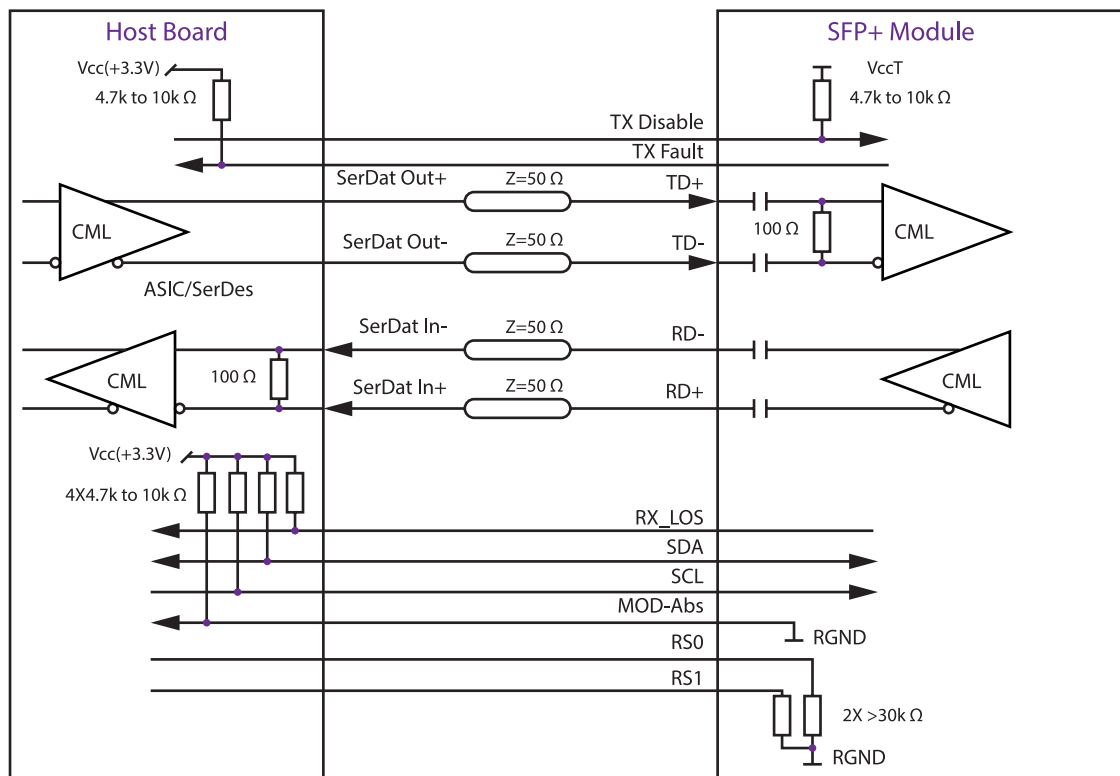 Host Board
SFP+ Module
Vcc(+3.3V)
4.7k to 10k Ω
VccT
4.7k to 10k Ω
TX Disable
TX Fault
SerDat Out+
Z=50 Ω
TD+
CML
100 Ω
CML
SerDat Out-
Z=50 Ω
TD-
ASIC/SerDes
SerDat In-
Z=50 Ω
RD-
CML
100 Ω
CML
SerDat In+
Z=50 Ω
RD+
Vcc(+3.3V)
4X4.7k to 10k Ω
RX_LOS
SDA
SCL
MOD-Abs
RGND
RS0
RS1
2X >30k Ω
RGND